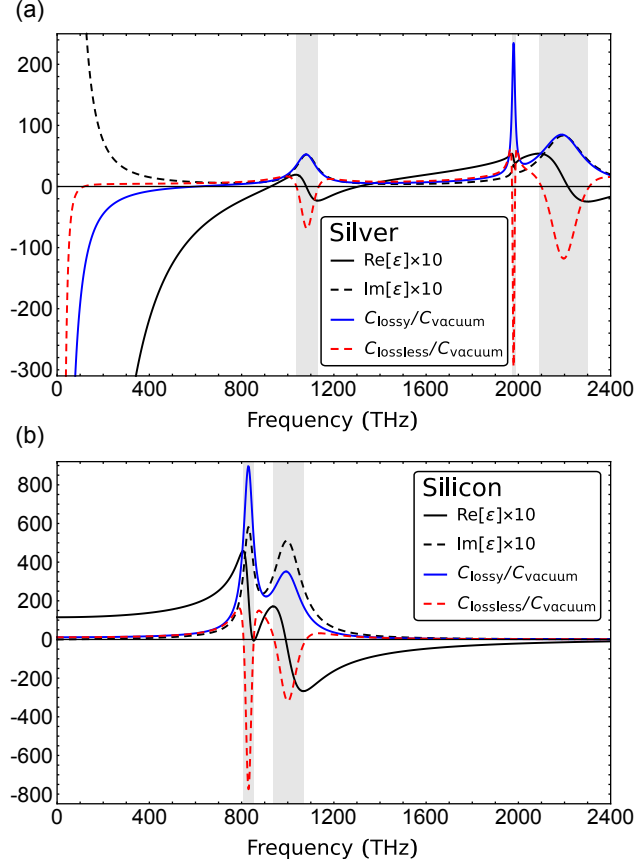 (a)
200
100
0
-100
-200
-300
Silver
Re[ε]×10
Im[ε]×10
C_lossy/C_vacuum
C_lossless/C_vacuum
0 400 800 1200 1600 2000 2400
Frequency (THz)
(b)
800
600
400
200
0
-200
-400
-600
-800
Silicon
Re[ε]×10
Im[ε]×10
C_lossy/C_vacuum
C_lossless/C_vacuum
0 400 800 1200 1600 2000 2400
Frequency (THz)